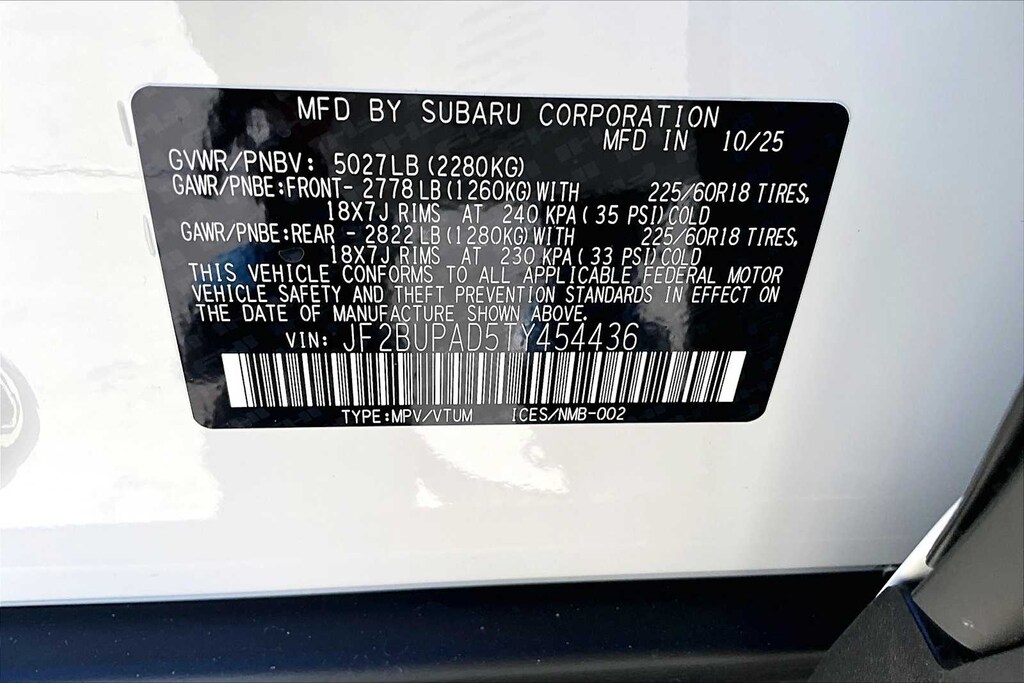 MFD BY SUBARU CORPORATION
MFD IN 10/25
GVWR/PNBV: 5027LB (2280KG)
GAWR/PNBE:FRONT- 2778 LB (1260KG) WITH 225/60R18 TIRES,
18X7J RIMS AT 240 KPA (35 PSI) COLD
GAWR/PNBE:REAR - 2822 LB (1280KG) WITH 225/60R18 TIRES,
18X7J RIMS AT 230 KPA (33 PSI) COLD
THIS VEHICLE CONFORMS TO ALL APPLICABLE FEDERAL MOTOR
VEHICLE SAFETY AND THEFT PREVENTION STANDARDS IN EFFECT ON
THE DATE OF MANUFACTURE SHOWN ABOVE.
VIN: JF2BUPAD5TY454436
TYPE:MPV/VTUM ICES/NMB-002